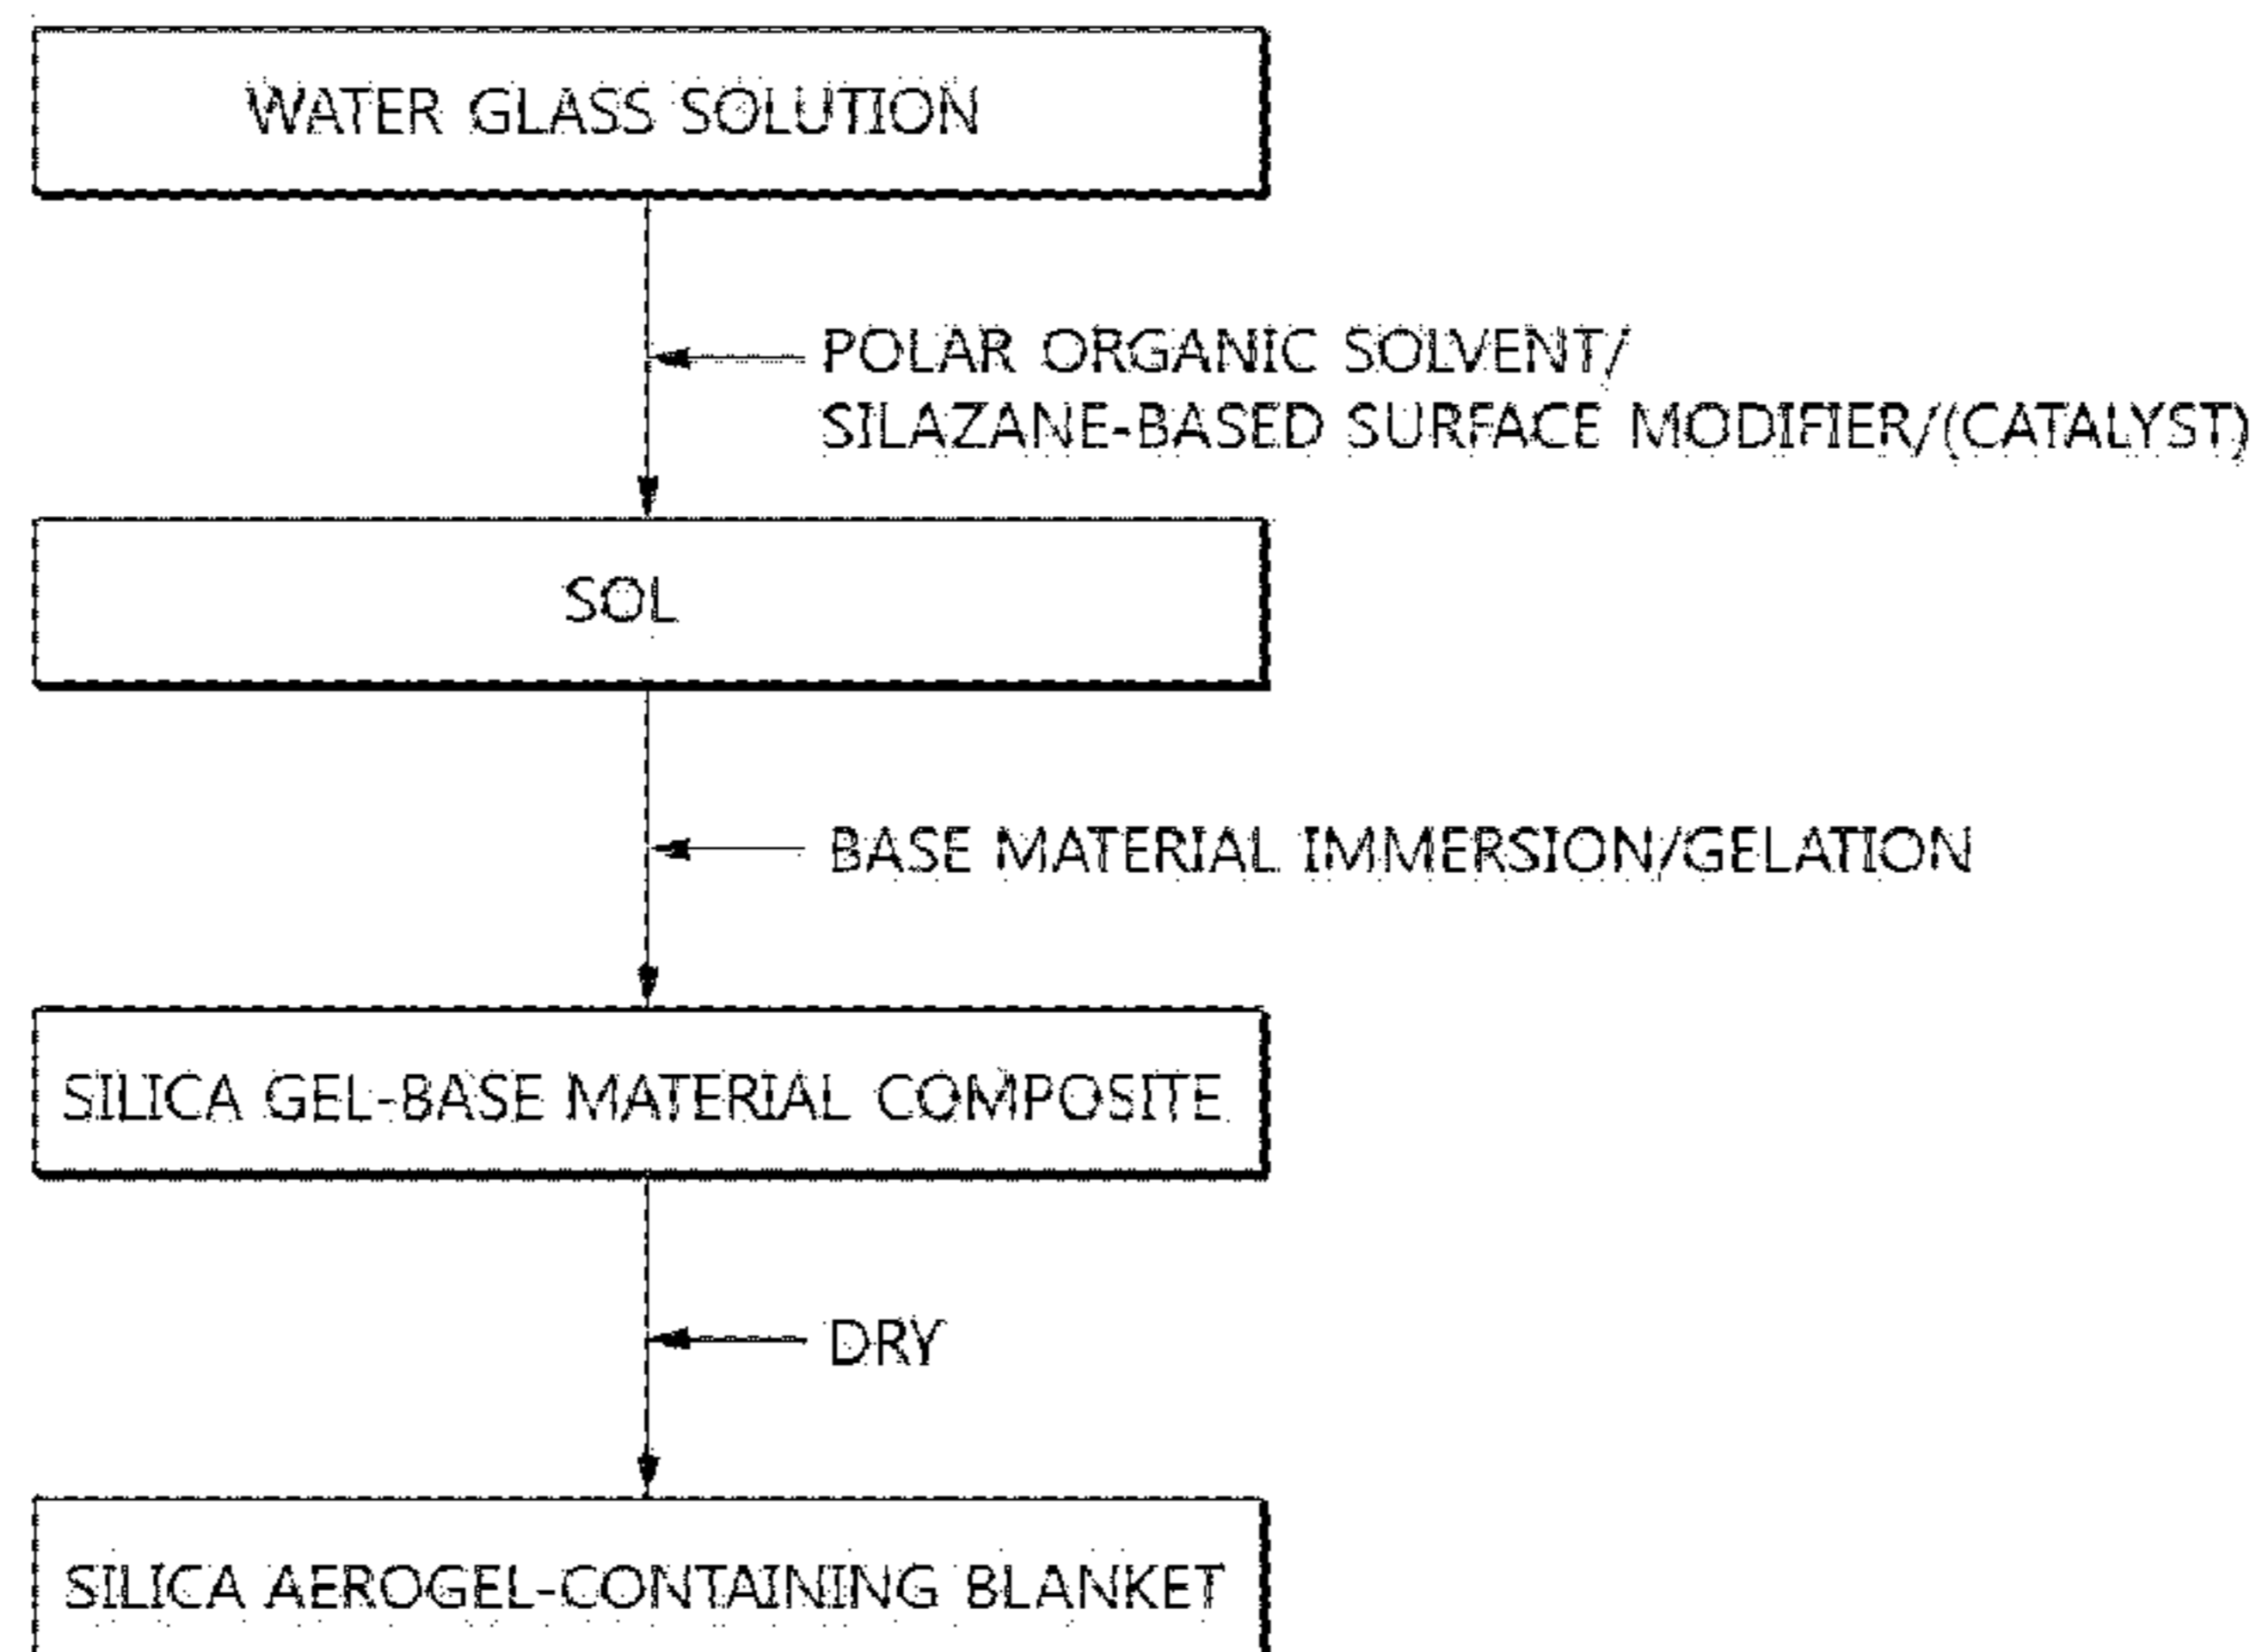 WATER GLASS SOLUTION
POLAR ORGANIC SOLVENT/
SILAZANE-BASED SURFACE MODIFIER/(CATALYST)
SOL
BASE MATERIAL IMMERSION/GELATION
SILICA GEL-BASE MATERIAL COMPOSITE
DRY
SILICA AEROGEL-CONTAINING BLANKET